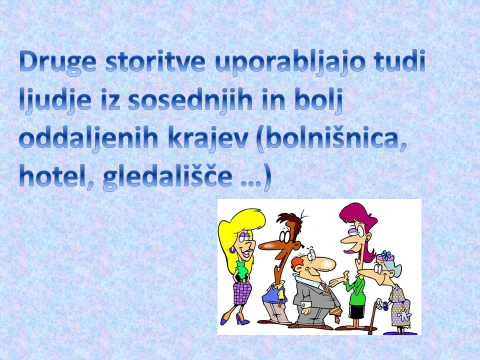 Druge storitve uporabljajo tudi
ljudje iz sosednjih in bolj
oddaljenih krajev (bolnišnica,
hotel, gledališče …)